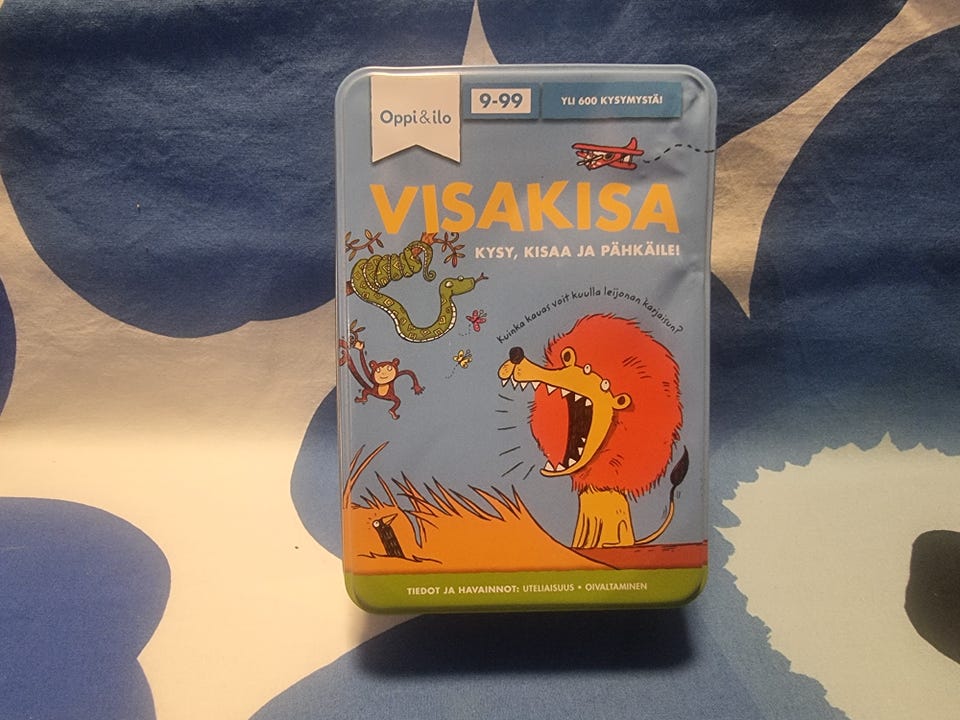 Oppi&ilo
9-99
YLI 600 KYSYMYSTÄ!
VISAKISA
KYSY, KISAA JA PÄHKÄILE!
Kuinka kauas voit kuulla leijonan karjaisun?
TIEDOT JA HAVAINNOT: UTELIAISUUS • OIVALTAMINEN